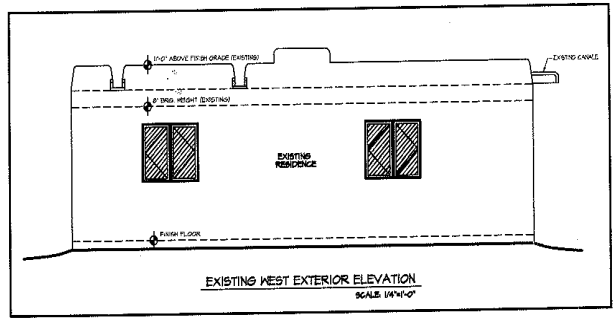 11'-0" ABOVE FINISH GRADE (EXISTING)
EXISTING CANALE
8' BRG. HEIGHT (EXISTING)
EXISTING
RESIDENCE
FINISH FLOOR
EXISTING WEST EXTERIOR ELEVATION
SCALE: 1/4"=1'-0"